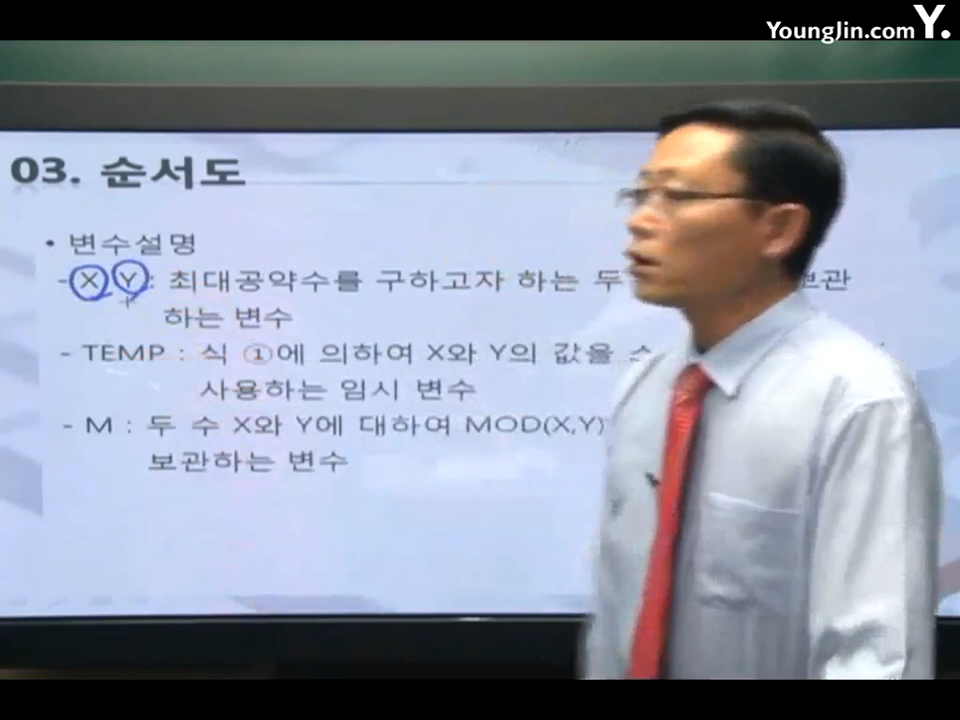 YoungJin.com Y.
03. 순서도
• 변수설명
- X Y : 최대공약수를 구하고자 하는 두 보관
하는 변수
- TEMP : 식 ①에 의하여 X와 Y의 값을
사용하는 임시 변수
- M : 두 수 X와 Y에 대하여 MOD(X,Y)
보관하는 변수